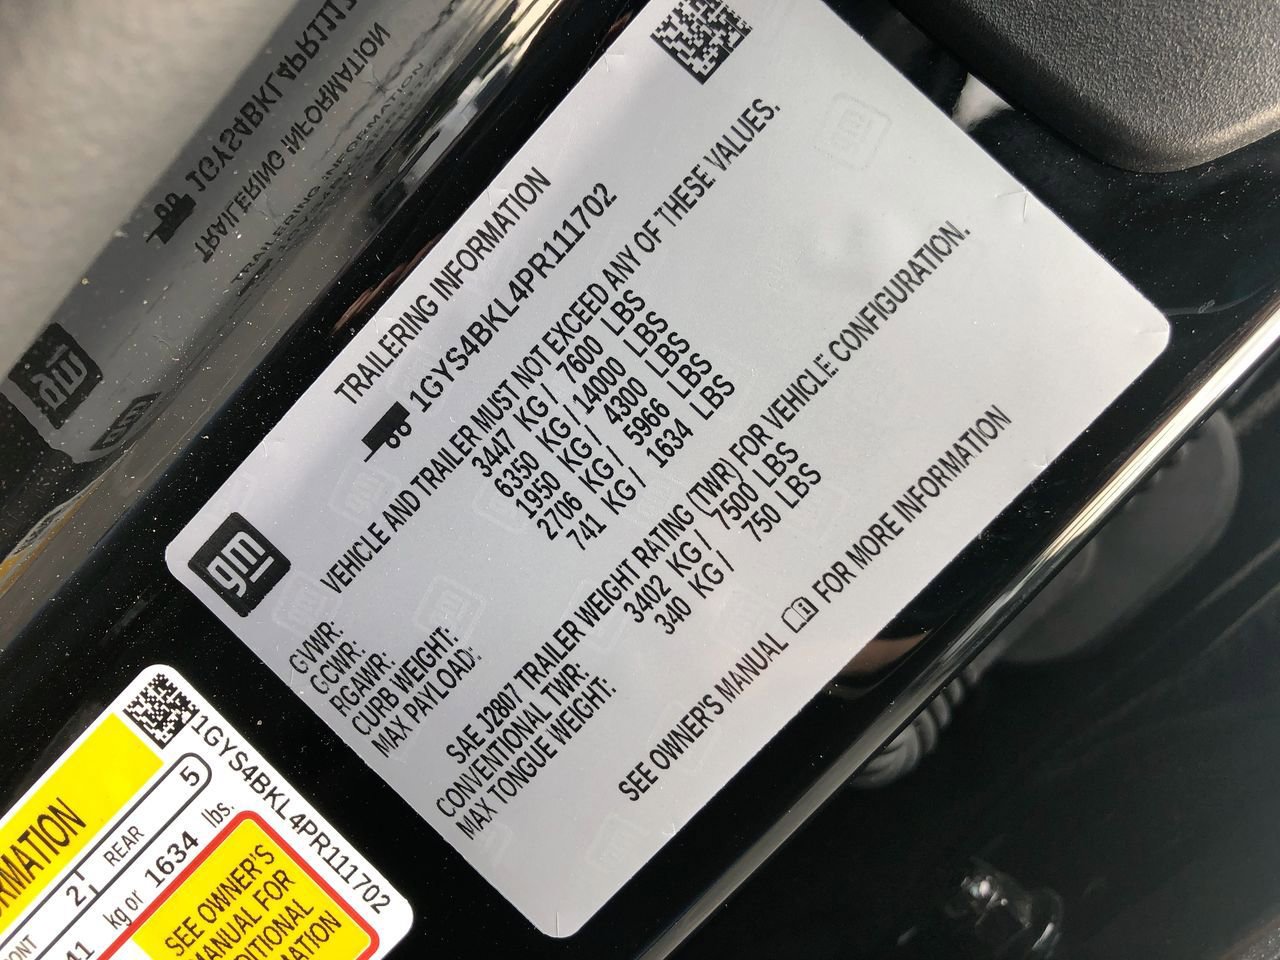 TRAILERING INFORMATION
1GYS4BKL4PR111702
gm
VEHICLE AND TRAILER MUST NOT EXCEED ANY OF THESE VALUES.
GVWR: 3447 KG / 7600 LBS
GCWR: 6350 KG / 14000 LBS
RGAWR: 1950 KG / 4300 LBS
CURB WEIGHT: 2706 KG / 5966 LBS
MAX PAYLOAD: 741 KG / 1634 LBS
SAE J2807 TRAILER WEIGHT RATING (TWR) FOR VEHICLE CONFIGURATION.
CONVENTIONAL TWR: 3402 KG / 7500 LBS
MAX TONGUE WEIGHT: 340 KG / 750 LBS
SEE OWNER'S MANUAL FOR MORE INFORMATION
1GYS4BKL4PR111702
RMATION
ONT 2 REAR 5
41 kg or 1634 lbs.
SEE OWNER'S
MANUAL FOR
DITIONAL
MATION